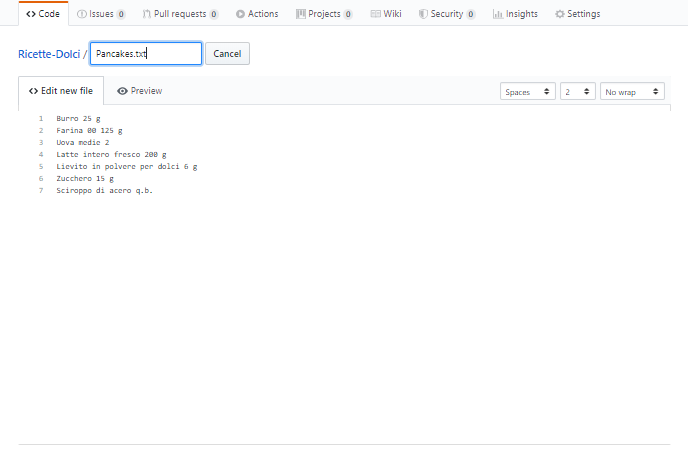 Code Issues 0 Pull requests 0 Actions Projects 0 Wiki Security 0 Insights Settings
Ricette-Dolci / Pancakes.txt Cancel
Edit new file Preview Spaces 2 No wrap
1 Burro 25 g
2 Farina 00 125 g
3 Uova medie 2
4 Latte intero fresco 200 g
5 Lievito in polvere per dolci 6 g
6 Zucchero 15 g
7 Sciroppo di acero q.b.